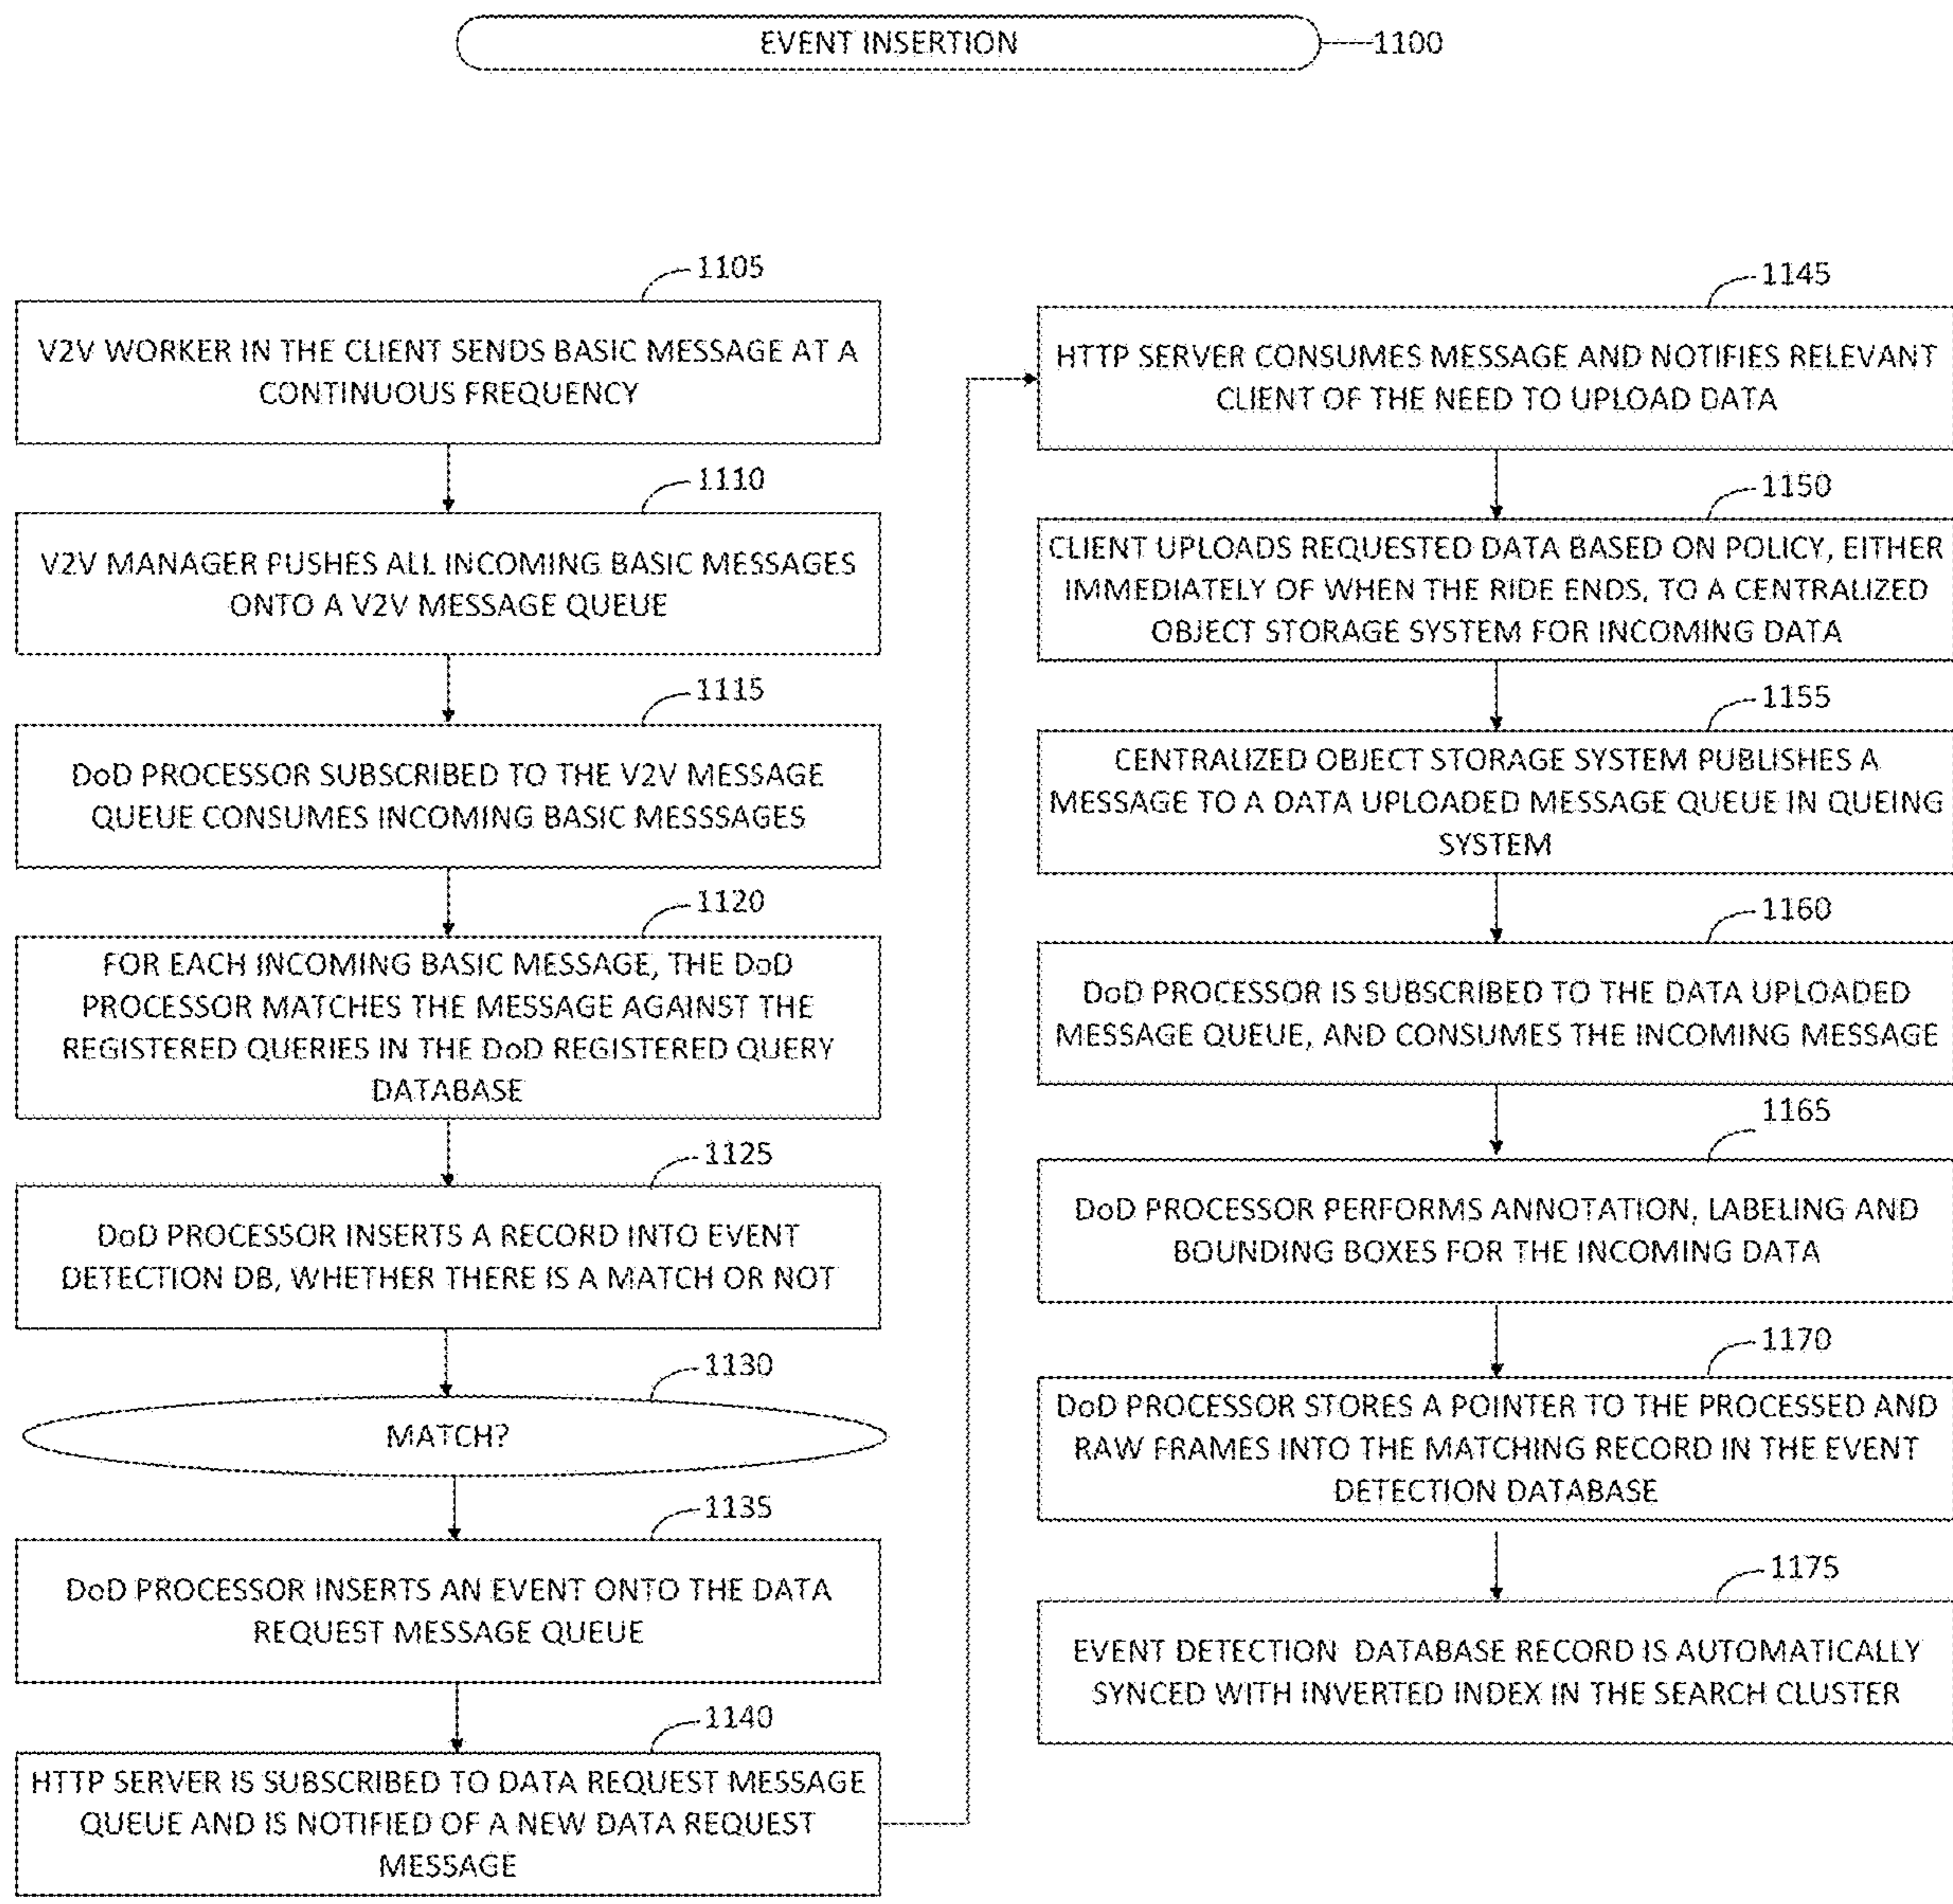 EVENT INSERTION
1100
1105
V2V WORKER IN THE CLIENT SENDS BASIC MESSAGE AT A
CONTINUOUS FREQUENCY
1110
V2V MANAGER PUSHES ALL INCOMING BASIC MESSAGES
ONTO A V2V MESSAGE QUEUE
1115
DoD PROCESSOR SUBSCRIBED TO THE V2V MESSAGE
QUEUE CONSUMES INCOMING BASIC MESSSAGES
1120
FOR EACH INCOMING BASIC MESSAGE, THE DoD
PROCESSOR MATCHES THE MESSAGE AGAINST THE
REGISTERED QUERIES IN THE DoD REGISTERED QUERY
DATABASE
1125
DoD PROCESSOR INSERTS A RECORD INTO EVENT
DETECTION DB, WHETHER THERE IS A MATCH OR NOT
1130
MATCH?
1135
DoD PROCESSOR INSERTS AN EVENT ONTO THE DATA
REQUEST MESSAGE QUEUE
1140
HTTP SERVER IS SUBSCRIBED TO DATA REQUEST MESSAGE
QUEUE AND IS NOTIFIED OF A NEW DATA REQUEST
MESSAGE
1145
HTTP SERVER CONSUMES MESSAGE AND NOTIFIES RELEVANT
CLIENT OF THE NEED TO UPLOAD DATA
1150
CLIENT UPLOADS REQUESTED DATA BASED ON POLICY, EITHER
IMMEDIATELY OF WHEN THE RIDE ENDS, TO A CENTRALIZED
OBJECT STORAGE SYSTEM FOR INCOMING DATA
1155
CENTRALIZED OBJECT STORAGE SYSTEM PUBLISHES A
MESSAGE TO A DATA UPLOADED MESSAGE QUEUE IN QUEING
SYSTEM
1160
DoD PROCESSOR IS SUBSCRIBED TO THE DATA UPLOADED
MESSAGE QUEUE, AND CONSUMES THE INCOMING MESSAGE
1165
DoD PROCESSOR PERFORMS ANNOTATION, LABELING AND
BOUNDING BOXES FOR THE INCOMING DATA
1170
DoD PROCESSOR STORES A POINTER TO THE PROCESSED AND
RAW FRAMES INTO THE MATCHING RECORD IN THE EVENT
DETECTION DATABASE
1175
EVENT DETECTION DATABASE RECORD IS AUTOMATICALLY
SYNCED WITH INVERTED INDEX IN THE SEARCH CLUSTER